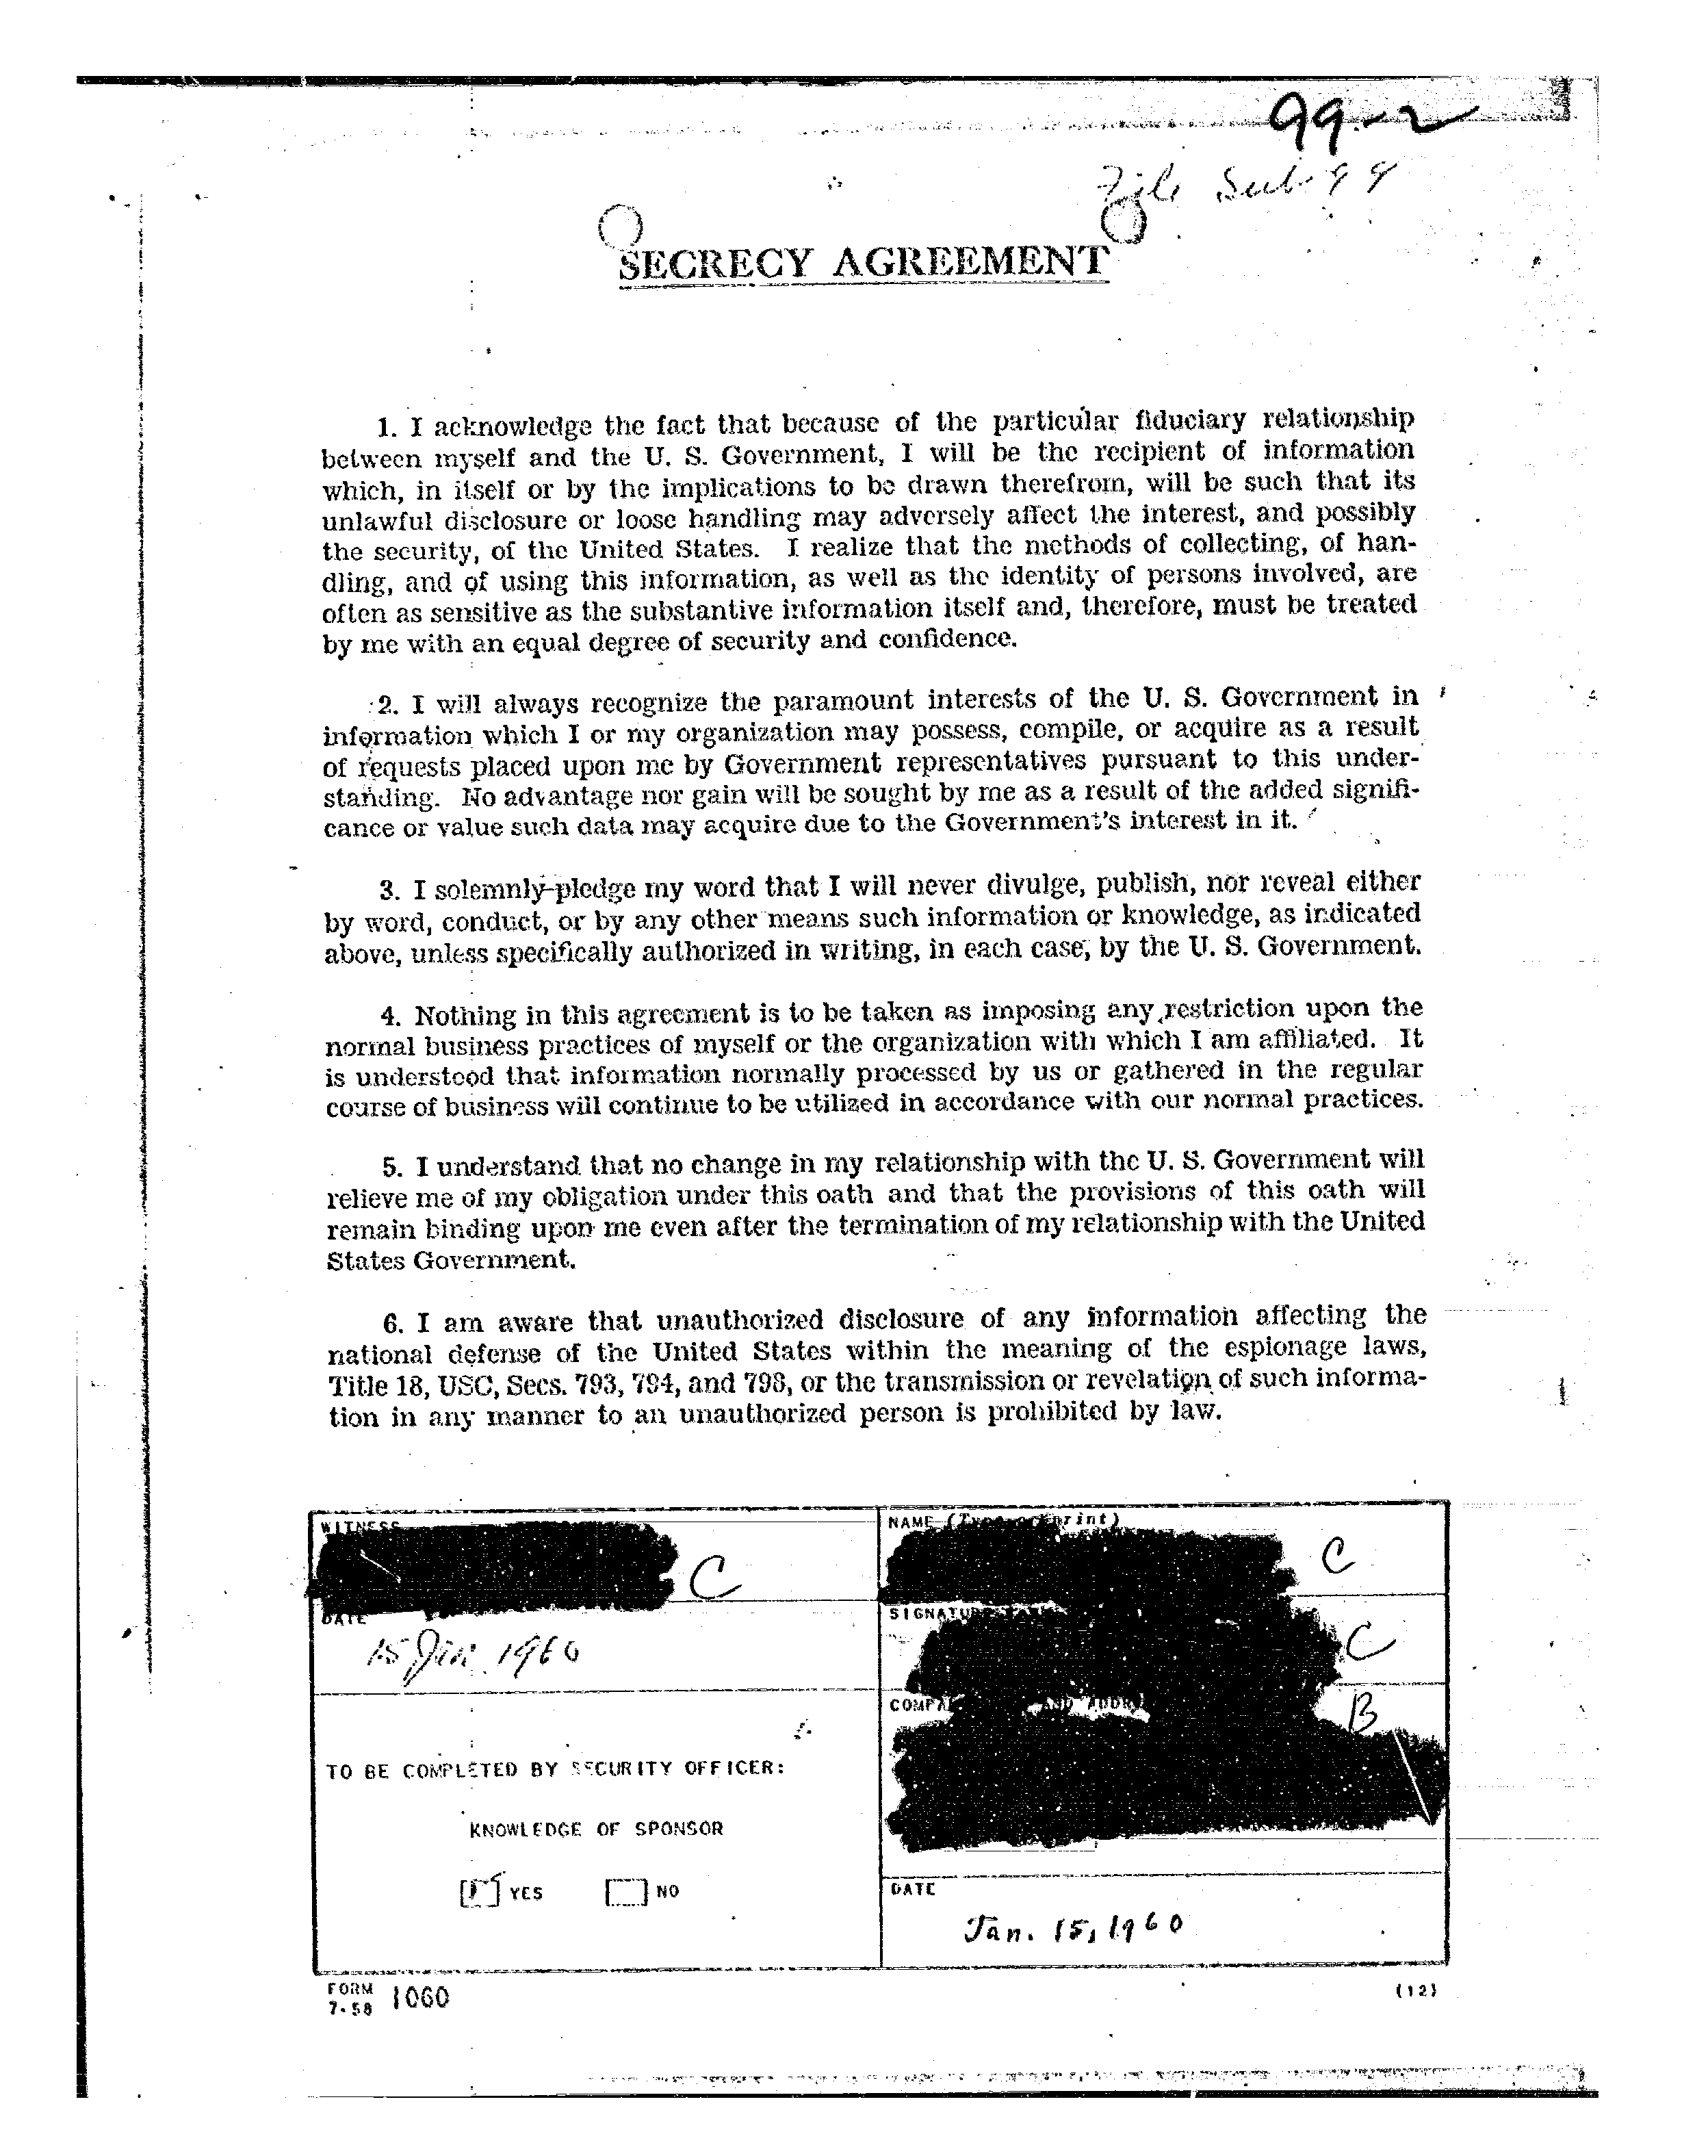 99-2
File Sub 99
SECRECY AGREEMENT
1. I acknowledge the fact that because of the particular fiduciary relationship
between myself and the U. S. Government, I will be the recipient of information
which, in itself or by the implications to be drawn therefrom, will be such that its
unlawful disclosure or loose handling may adversely affect the interest, and possibly
the security, of the United States. I realize that the methods of collecting, of han-
dling, and of using this information, as well as the identity of persons involved, are
often as sensitive as the substantive information itself and, therefore, must be treated
by me with an equal degree of security and confidence.
2. I will always recognize the paramount interests of the U. S. Government in
information which I or my organization may possess, compile, or acquire as a result
of requests placed upon me by Government representatives pursuant to this under-
standing. No advantage nor gain will be sought by me as a result of the added signifi-
cance or value such data may acquire due to the Government's interest in it.
3. I solemnly pledge my word that I will never divulge, publish, nor reveal either
by word, conduct, or by any other means such information or knowledge, as indicated
above, unless specifically authorized in writing, in each case, by the U. S. Government.
4. Nothing in this agreement is to be taken as imposing any restriction upon the
normal business practices of myself or the organization with which I am affiliated. It
is understood that information normally processed by us or gathered in the regular
course of business will continue to be utilized in accordance with our normal practices.
5. I understand that no change in my relationship with the U. S. Government will
relieve me of my obligation under this oath and that the provisions of this oath will
remain binding upon me even after the termination of my relationship with the United
States Government.
6. I am aware that unauthorized disclosure of any information affecting the
national defense of the United States within the meaning of the espionage laws,
Title 18, USC, Secs. 793, 794, and 798, or the transmission or revelation of such informa-
tion in any manner to an unauthorized person is prohibited by law.
WITNESS
C
DATE
15 Jan 1960
TO BE COMPLETED BY SECURITY OFFICER:
KNOWLEDGE OF SPONSOR
YES NO
NAME (Type or print)
C
SIGNATURE
C
COMPANY AND ADDRESS
B
DATE
Jan. 15, 1960
FORM
7-58 1060
(12)